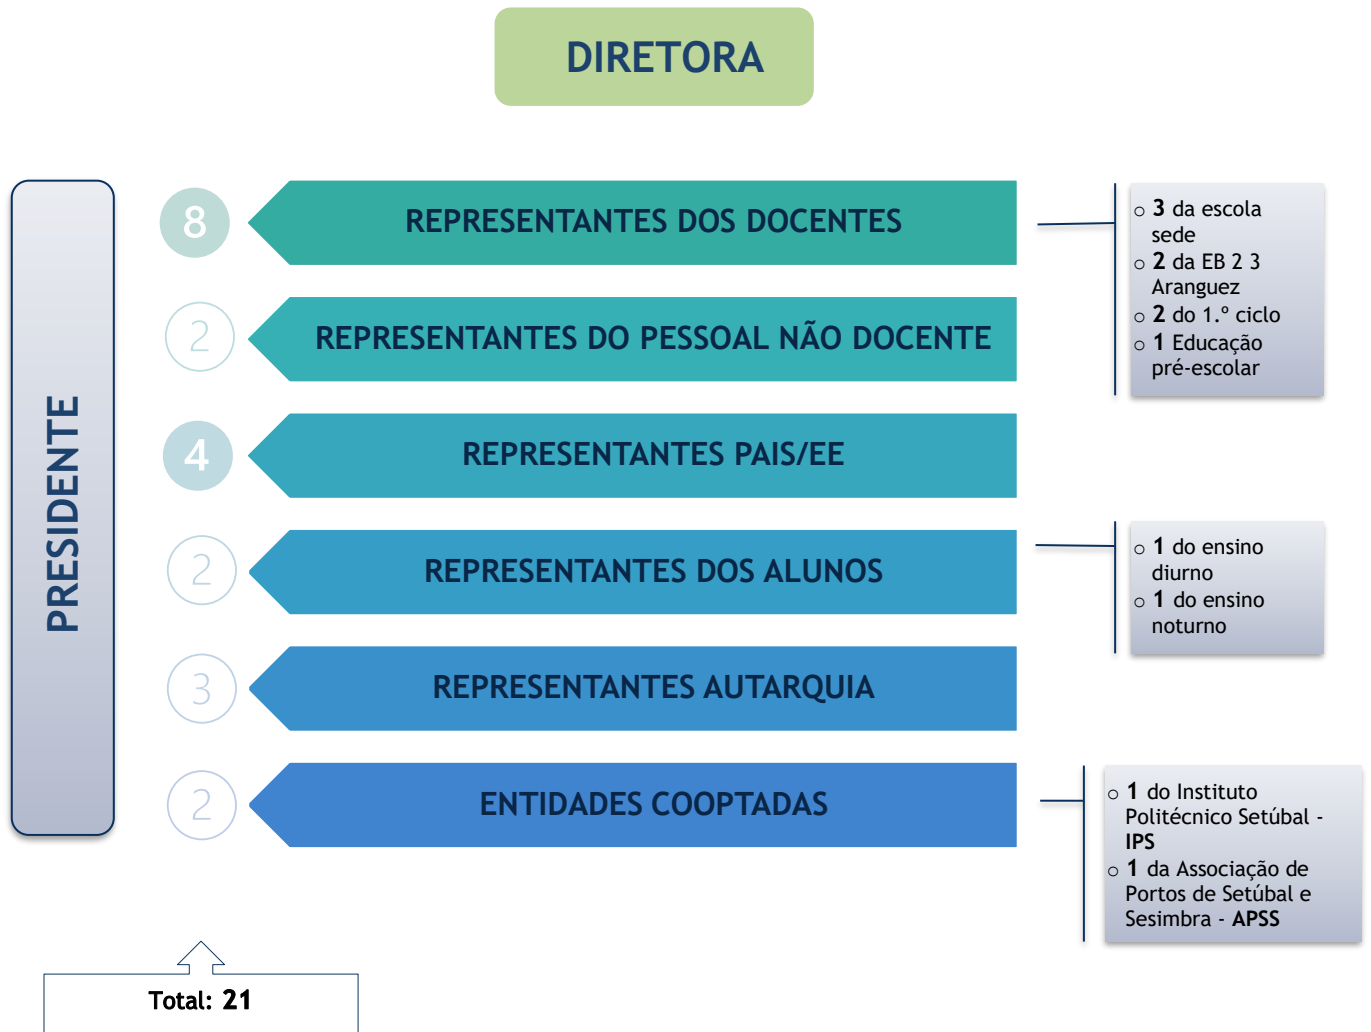 DIRETORA
PRESIDENTE
8
REPRESENTANTES DOS DOCENTES
○ 3 da escola
sede
○ 2 da EB 2 3
Aranguez
○ 2 do 1.º ciclo
○ 1 Educação
pré-escolar
2
REPRESENTANTES DO PESSOAL NÃO DOCENTE
4
REPRESENTANTES PAIS/EE
2
REPRESENTANTES DOS ALUNOS
○ 1 do ensino
diurno
○ 1 do ensino
noturno
3
REPRESENTANTES AUTARQUIA
2
ENTIDADES COOPTADAS
○ 1 do Instituto
Politécnico Setúbal -
IPS
○ 1 da Associação de
Portos de Setúbal e
Sesimbra - APSS
Total: 21